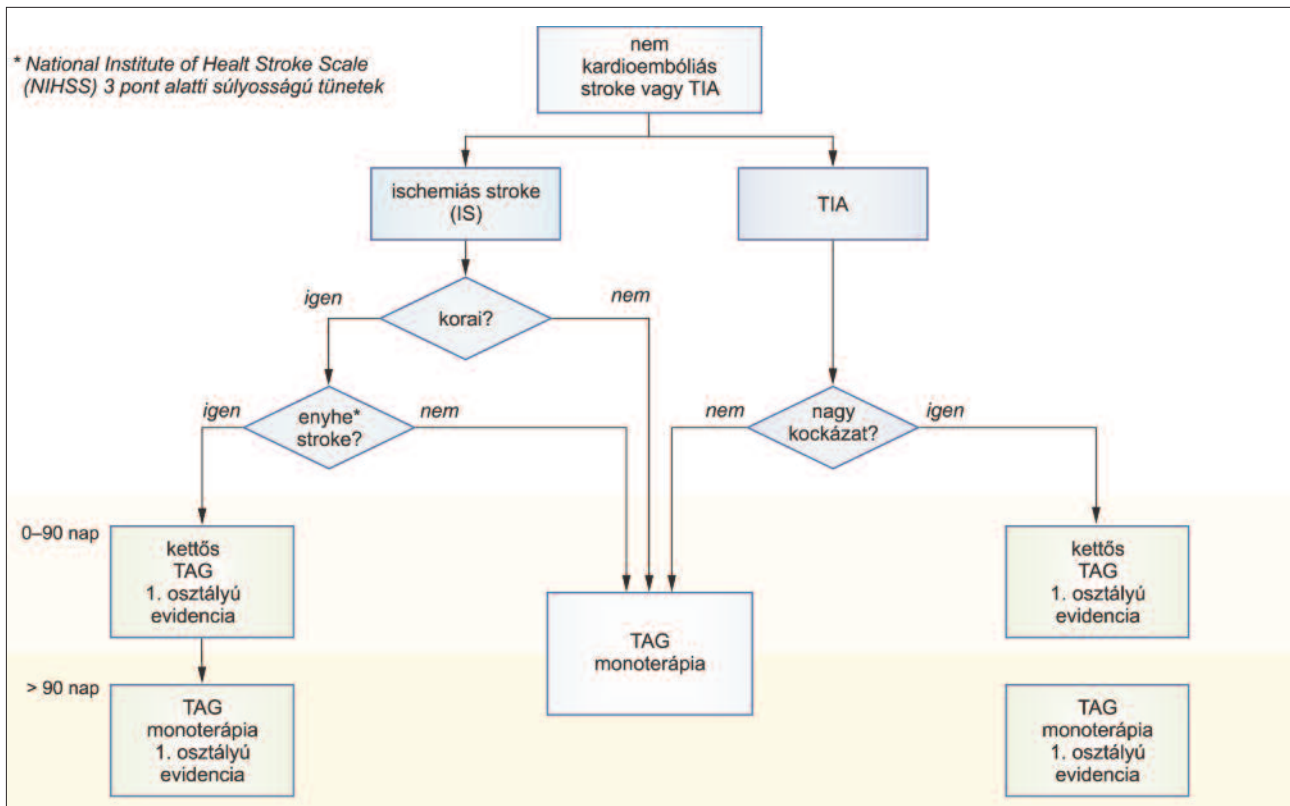 * National Institute of Healt Stroke Scale
(NIHSS) 3 pont alatti súlyosságú tünetek
nem
kardioembóliás
stroke vagy TIA
ischemiás stroke
(IS)
TIA
igen
nem
korai?
igen
enyhe*
stroke?
nem
nem
nagy
kockázat?
igen
0–90 nap
kettős
TAG
1. osztályú
evidencia
TAG
monoterápia
kettős
TAG
1. osztályú
evidencia
> 90 nap
TAG
monoterápia
1. osztályú
evidencia
TAG
monoterápia
1. osztályú
evidencia